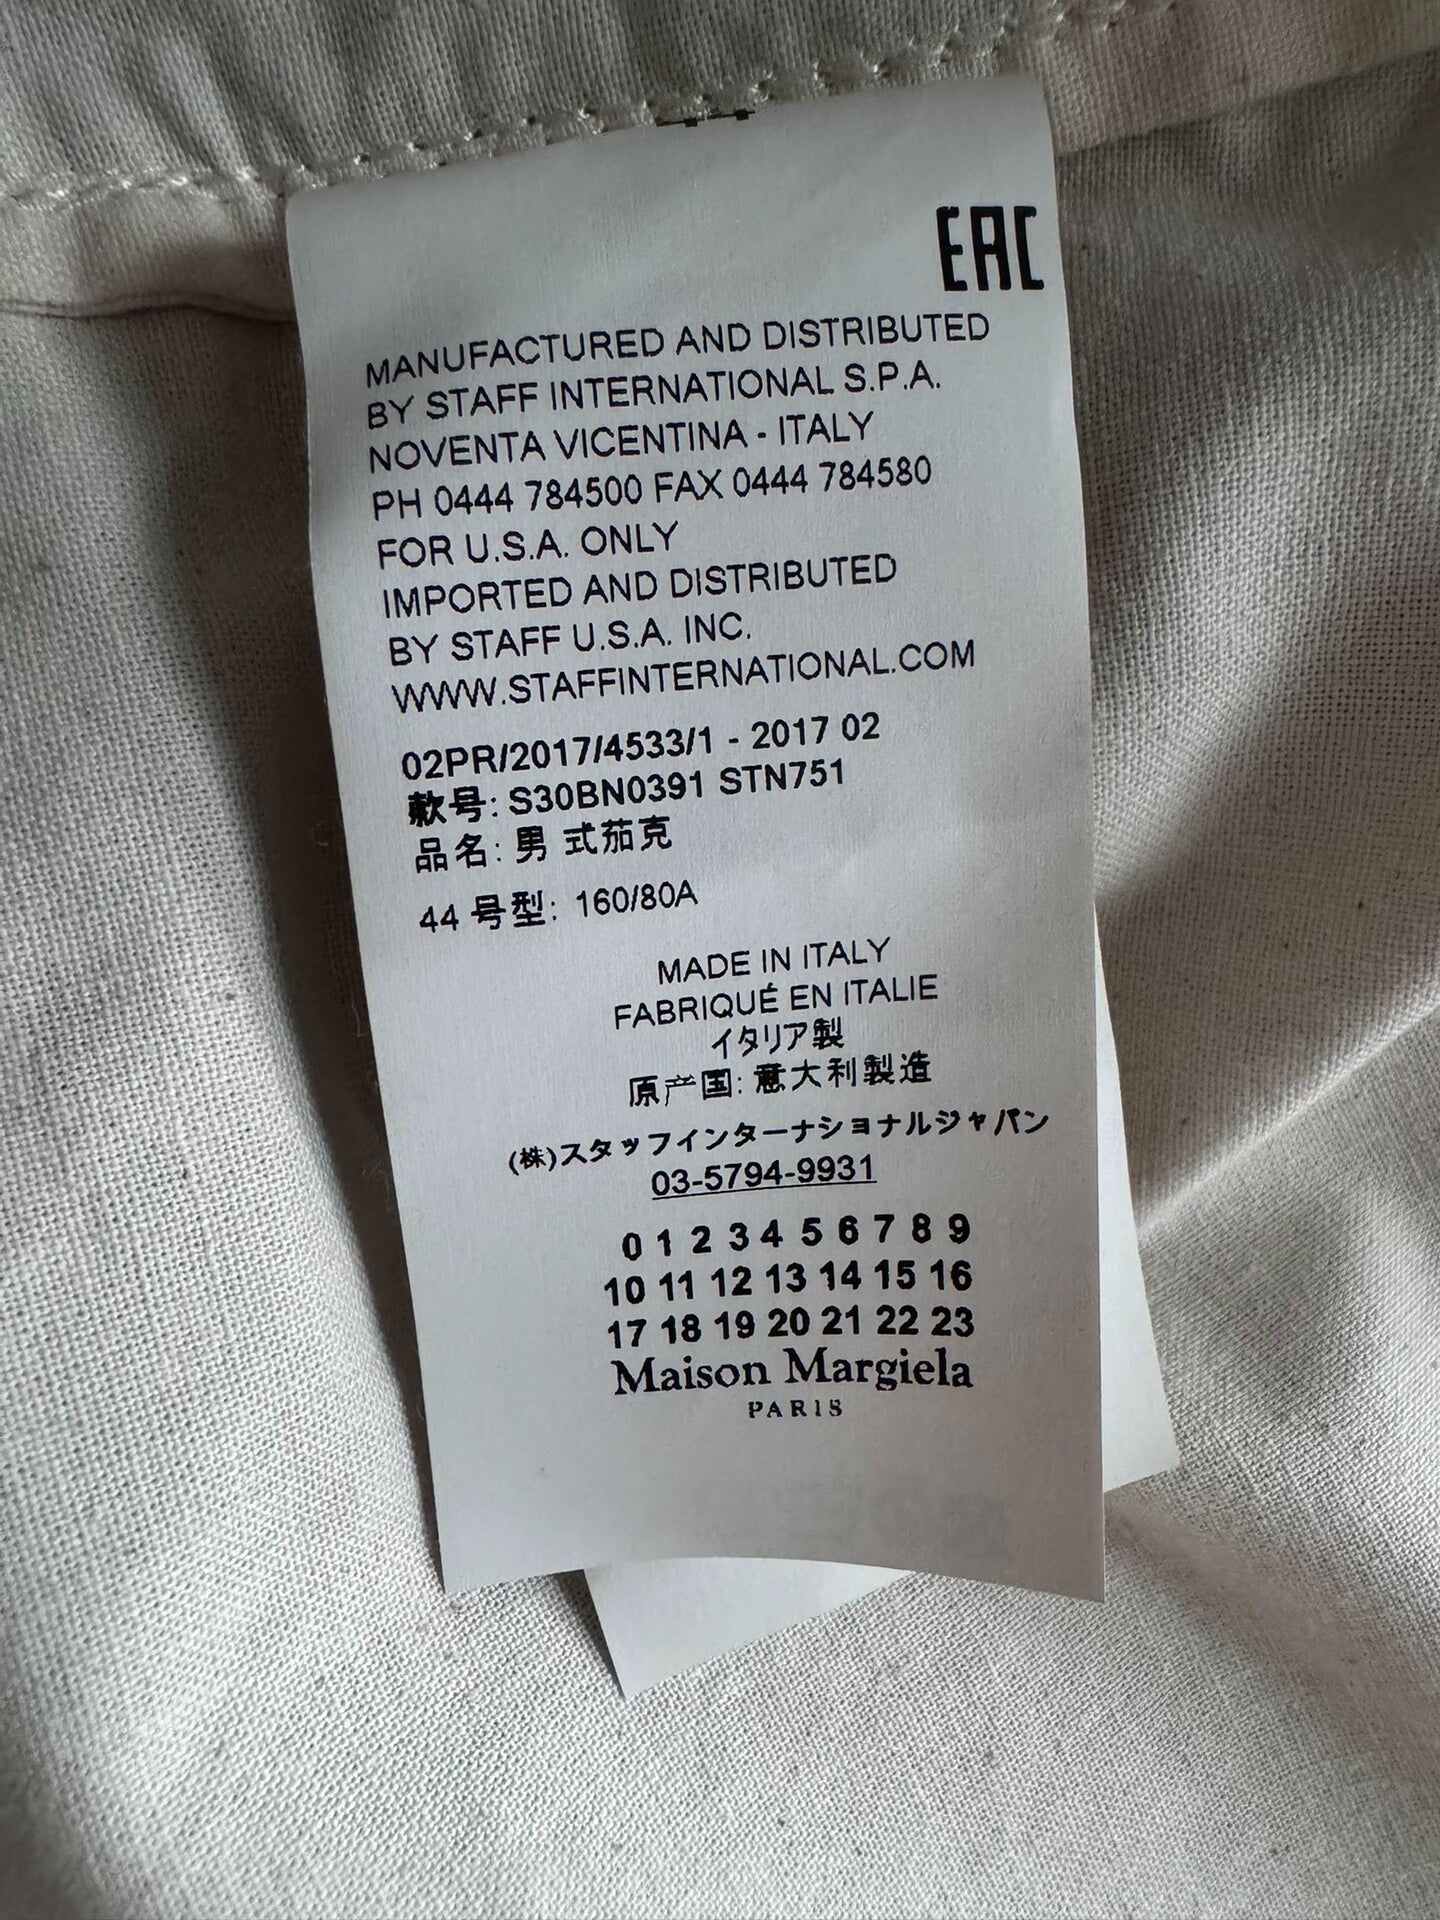 EAC
MANUFACTURED AND DISTRIBUTED
BY STAFF INTERNATIONAL S.P.A.
NOVENTA VICENTINA - ITALY
PH 0444 784500 FAX 0444 784580
FOR U.S.A. ONLY
IMPORTED AND DISTRIBUTED
BY STAFF U.S.A. INC.
WWW.STAFFINTERNATIONAL.COM
02PR/2017/4533/1 - 2017 02
款号: S30BN0391 STN751
品名: 男 式茄克
44 号型: 160/80A
MADE IN ITALY
FABRIQUÉ EN ITALIE
イタリア製
原产国: 意大利製造
(株)スタッフインターナショナルジャパン
03-5794-9931
0 1 2 3 4 5 6 7 8 9
10 11 12 13 14 15 16
17 18 19 20 21 22 23
Maison Margiela
PARIS